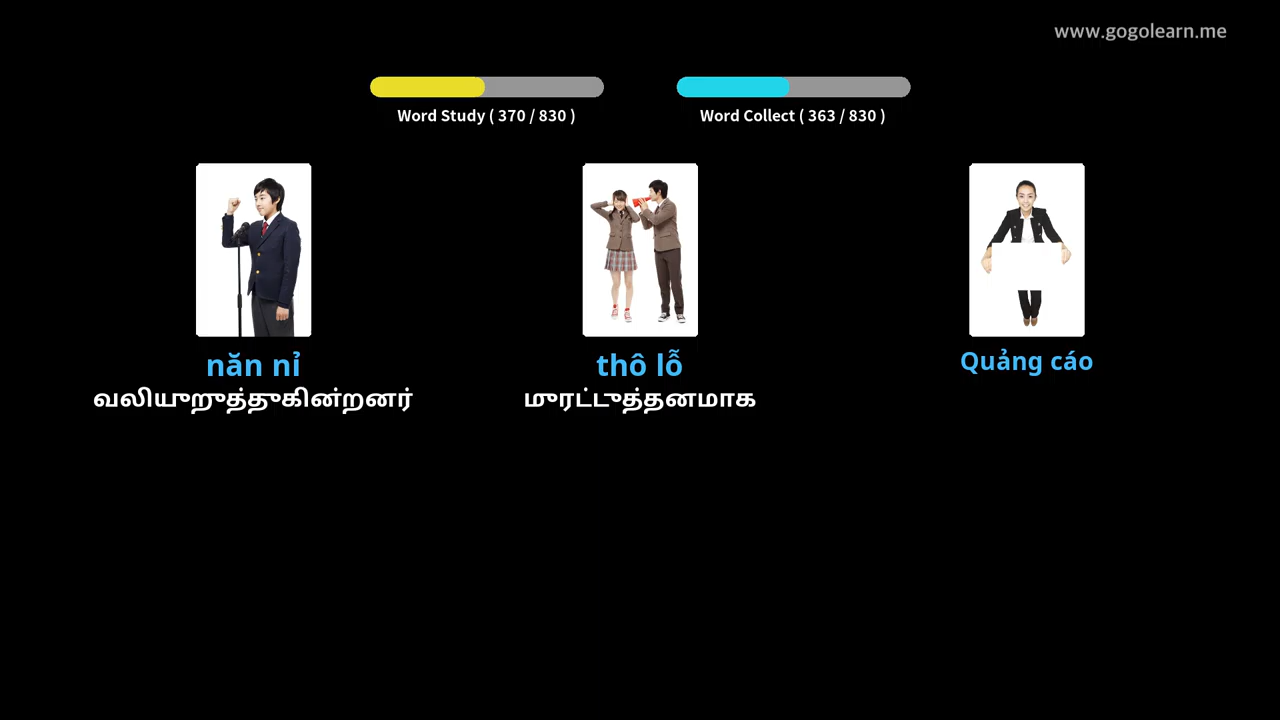 www.gogolearn.me
Word Study ( 370 / 830 )
Word Collect ( 363 / 830 )
năn nỉ
வலியுறுத்துகின்றனர்
thô lỗ
முரட்டுத்தனமாக
Quảng cáo